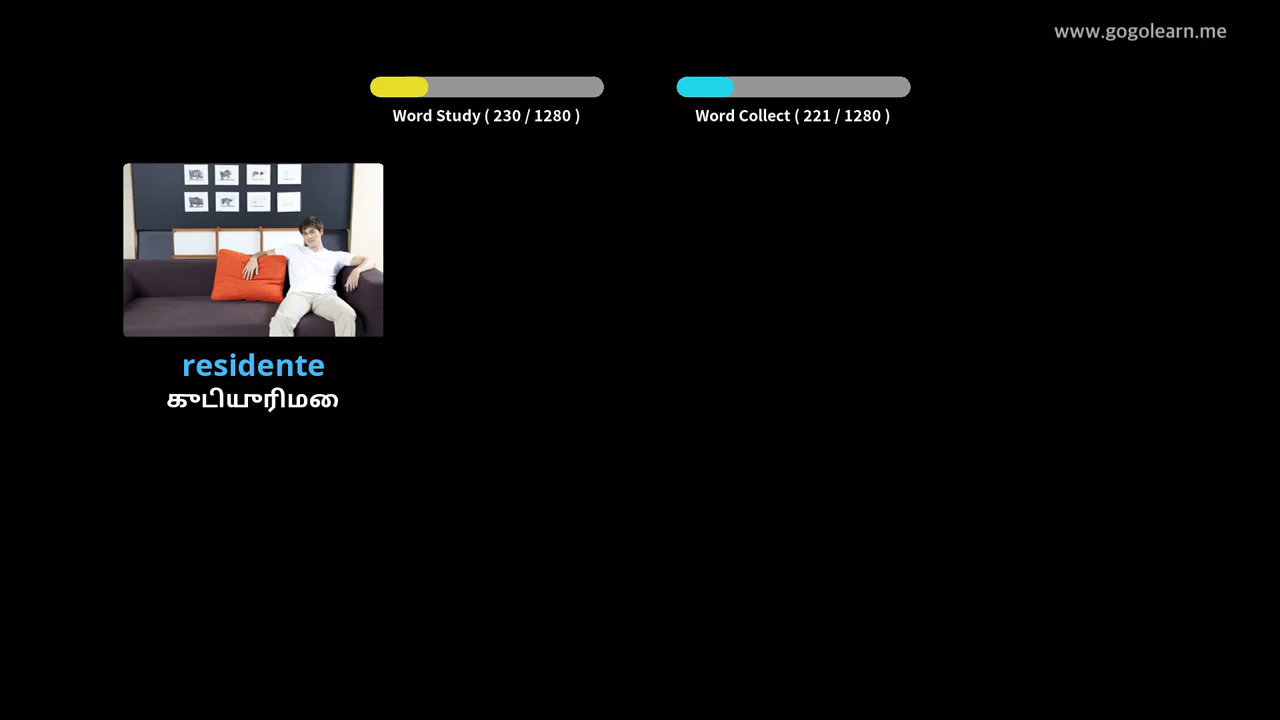 www.gogolearn.me
Word Study ( 230 / 1280 )
Word Collect ( 221 / 1280 )
residente
குடியுரிமை